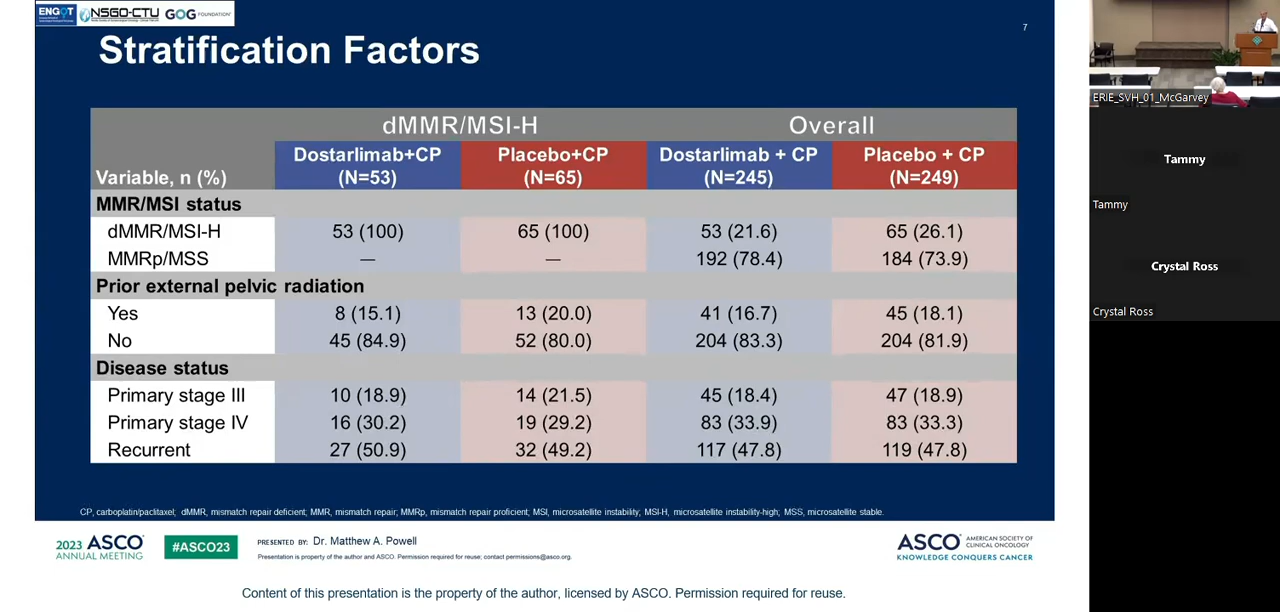 ENGOT
NSGO-CTU
GOG FOUNDATION
7
Stratification Factors
dMMR/MSI-H Overall
Variable, n (%) Dostarlimab+CP (N=53) Placebo+CP (N=65) Dostarlimab + CP (N=245) Placebo + CP (N=249)
MMR/MSI status
dMMR/MSI-H 53 (100) 65 (100) 53 (21.6) 65 (26.1)
MMRp/MSS — — 192 (78.4) 184 (73.9)
Prior external pelvic radiation
Yes 8 (15.1) 13 (20.0) 41 (16.7) 45 (18.1)
No 45 (84.9) 52 (80.0) 204 (83.3) 204 (81.9)
Disease status
Primary stage III 10 (18.9) 14 (21.5) 45 (18.4) 47 (18.9)
Primary stage IV 16 (30.2) 19 (29.2) 83 (33.9) 83 (33.3)
Recurrent 27 (50.9) 32 (49.2) 117 (47.8) 119 (47.8)
CP, carboplatin/paclitaxel; dMMR, mismatch repair deficient; MMR, mismatch repair; MMRp, mismatch repair proficient; MSI, microsatellite instability; MSI-H, microsatellite instability-high; MSS, microsatellite stable.
2023 ASCO
ANNUAL MEETING
#ASCO23
PRESENTED BY: Dr. Matthew A. Powell
Presentation is property of the author and ASCO. Permission required for reuse; contact permissions@asco.org.
ASCO AMERICAN SOCIETY OF
CLINICAL ONCOLOGY
KNOWLEDGE CONQUERS CANCER
Content of this presentation is the property of the author, licensed by ASCO. Permission required for reuse.
ERIE_SVH_01_McGarvey
Tammy
Tammy
Crystal Ross
Crystal Ross